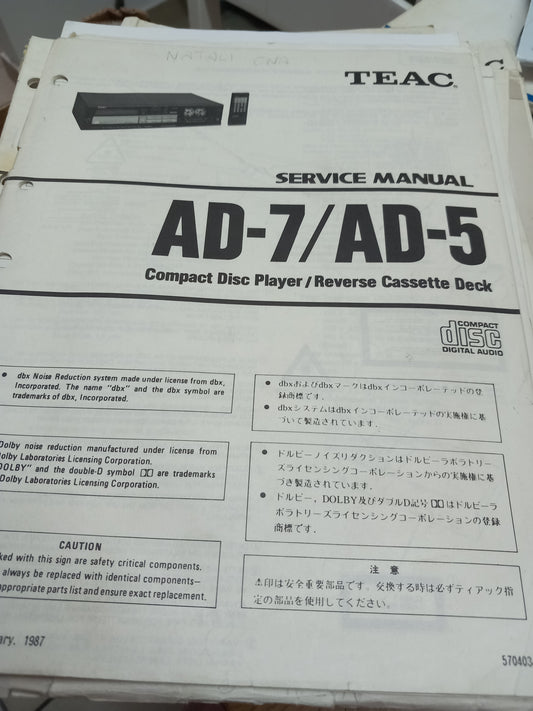 NATALI
TEAC
SERVICE MANUAL
AD-7/AD-5
Compact Disc Player/Reverse Cassette Deck
COMPACT
disc
DIGITAL AUDIO
● dbx Noise Reduction system made under license from dbx,
Incorporated. The name "dbx" and the dbx symbol are
trademarks of dbx, Incorporated.
Dolby noise reduction manufactured under license from
Dolby Laboratories Licensing Corporation.
DOLBY" and the double-D symbol are trademarks
Dolby Laboratories Licensing Corporation.
CAUTION
ked with this sign are safety critical components.
always be replaced with identical components—
appropriate parts list and ensure exact replacement.
● dbxおよびdbxマークはdbxインコーポレーテッドの登
録商標です。
● dbxシステムはdbxインコーポレーテッドの実施権に基
づいて製造されています。
● ドルビーノイズリダクションはドルビーラボラトリー
ズライセンシングコーポレーションからの実施権に基
づき製造されています。
● ドルビー，DOLBY及びダブルD記号はドルビーラ
ボラトリーズライセンシングコーポレーションの登録
商標です。
注意
⚠印は安全重要部品です。交換する時は必ずティアック指
定の部品を使用してください。
ary. 1987
570403